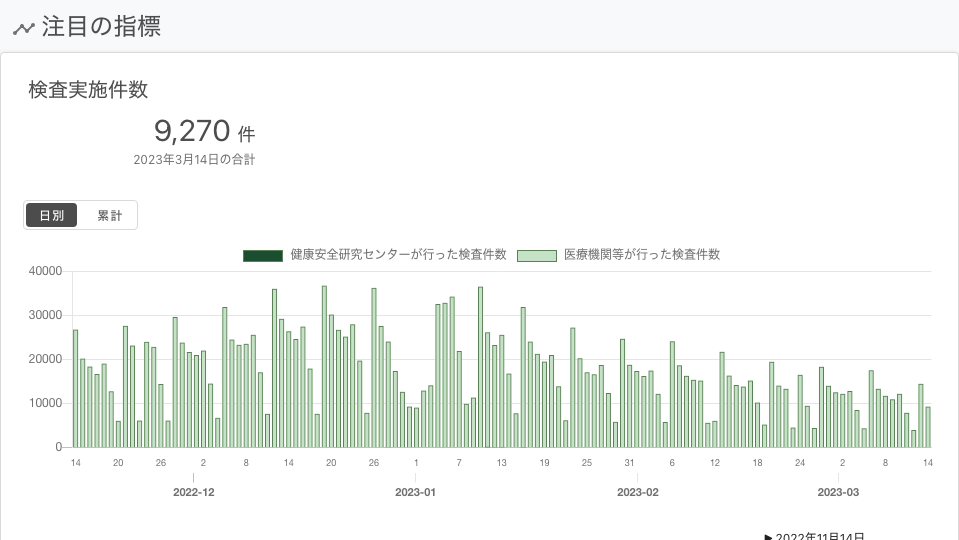 注目の指標
検査実施件数
9,270 件
2023年3月14日の合計
日別 累計
健康安全研究センターが行った検査件数 医療機関等が行った検査件数
40000
30000
20000
10000
0
14 20 26 2 8 14 20 26 1 7 13 19 25 31 6 12 18 24 2 8 14
2022-12 2023-01 2023-02 2023-03
▶ 2022年11月14日